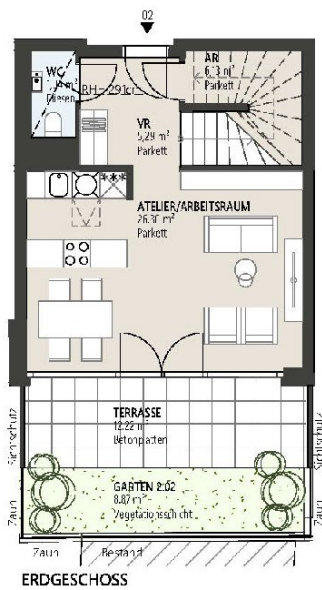 02
WC
Fliesen
RH=291cm
AR
6,13 m²
Parkett
VR
5,29 m²
Parkett
ATELIER/ARBEITSRAUM
26,30 m²
Parkett
TERRASSE
12,22 m²
Betonplatten
Sichtschutz
Sichtschutz
GARTEN 2.02
8,87 m²
Vegetationsschicht
Zaun
Zaun
Zaun
Bestand
ERDGESCHOSS